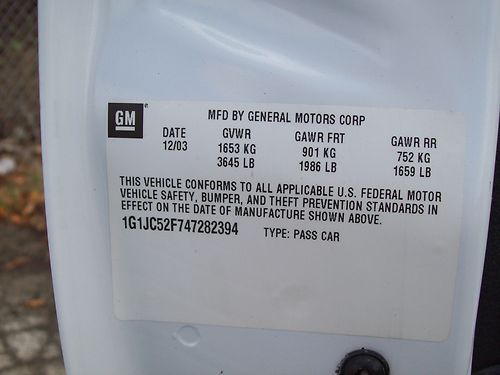 GM
MFD BY GENERAL MOTORS CORP
DATE GVWR GAWR FRT GAWR RR
12/03 1653 KG 901 KG 752 KG
3645 LB 1986 LB 1659 LB
THIS VEHICLE CONFORMS TO ALL APPLICABLE U.S. FEDERAL MOTOR
VEHICLE SAFETY, BUMPER, AND THEFT PREVENTION STANDARDS IN
EFFECT ON THE DATE OF MANUFACTURE SHOWN ABOVE.
1G1JC52F747282394 TYPE: PASS CAR